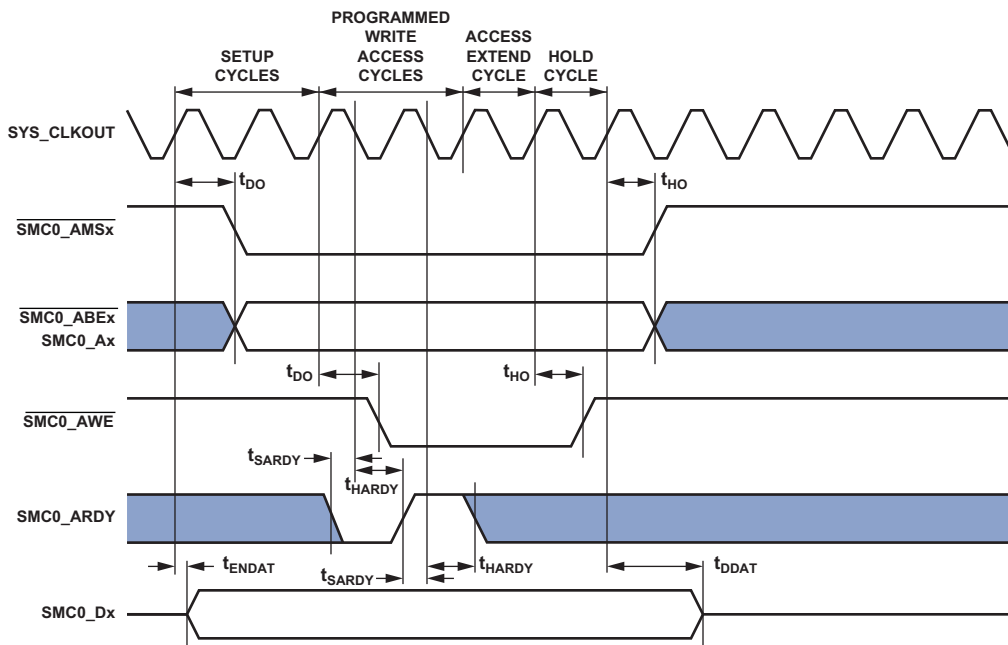 PROGRAMMED
WRITE
ACCESS
CYCLES
SETUP
CYCLES
ACCESS
EXTEND
CYCLE
HOLD
CYCLE
SYS_CLKOUT
tDO
tHO
SMC0_AMSx
SMC0_ABEx
SMC0_Ax
tDO
tHO
SMC0_AWE
tSARDY
tHARDY
SMC0_ARDY
tENDAT
tSARDY
tHARDY
tDDAT
SMC0_Dx